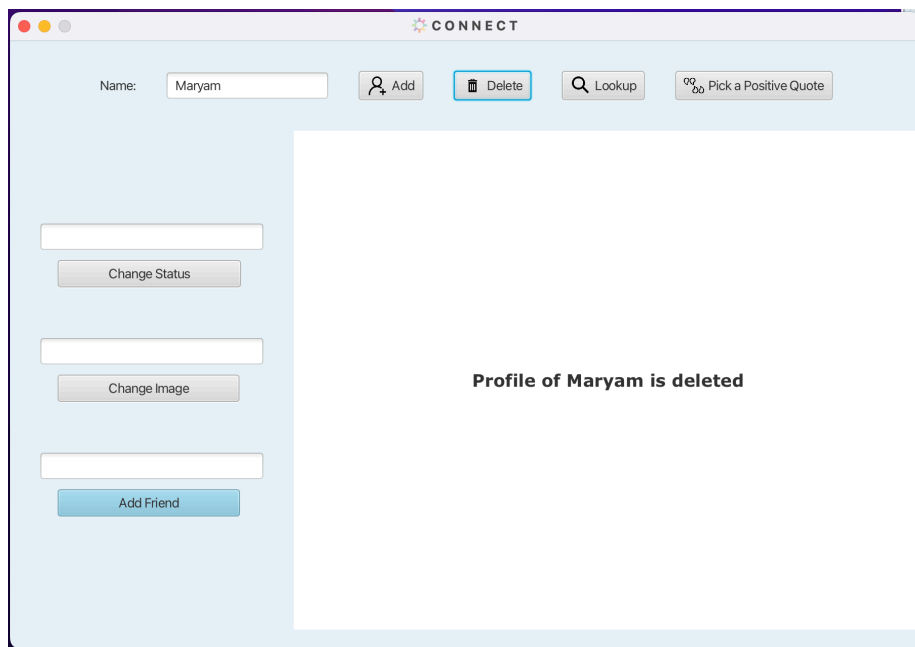 CONNECT
Name: Maryam Add Delete Lookup Pick a Positive Quote
Change Status
Change Image
Profile of Maryam is deleted
Add Friend